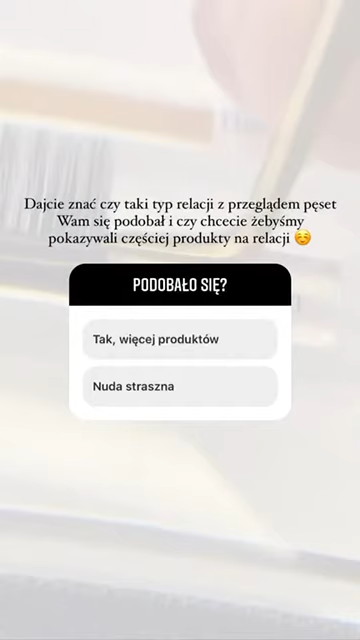 Dajcie znać czy taki typ relacji z przeglądem pęset
Wam się podobał i czy chcecie żebyśmy
pokazywali częściej produkty na relacji ☺️
PODOBAŁO SIĘ?
Tak, więcej produktów
Nuda straszna